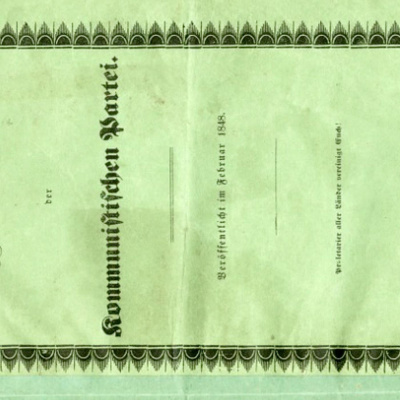 der
Kommunistischen Partei.
Veröffentlicht im Februar 1848.
Proletarier aller Länder vereinigt Euch!